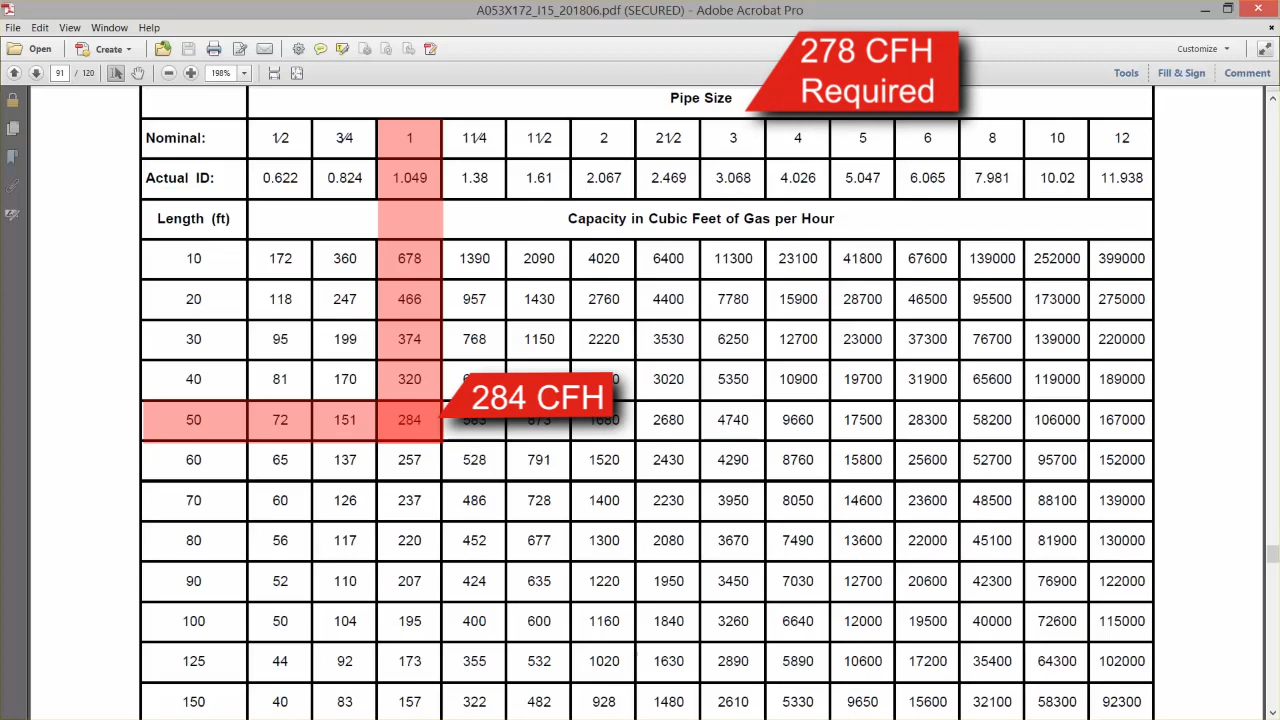 A053X172_I15_201806.pdf (SECURED) - Adobe Acrobat Pro
File Edit View Window Help
Open Create Customize
91 / 120 198% Tools Fill & Sign Comment
278 CFH
Required
Pipe Size
Nominal: 1⁄2 3⁄4 1 11⁄4 11⁄2 2 21⁄2 3 4 5 6 8 10 12
Actual ID: 0.622 0.824 1.049 1.38 1.61 2.067 2.469 3.068 4.026 5.047 6.065 7.981 10.02 11.938
Length (ft) Capacity in Cubic Feet of Gas per Hour
10 172 360 678 1390 2090 4020 6400 11300 23100 41800 67600 139000 252000 399000
20 118 247 466 957 1430 2760 4400 7780 15900 28700 46500 95500 173000 275000
30 95 199 374 768 1150 2220 3530 6250 12700 23000 37300 76700 139000 220000
40 81 170 320 3020 5350 10900 19700 31900 65600 119000 189000
284 CFH
50 72 151 284 583 873 1680 2680 4740 9660 17500 28300 58200 106000 167000
60 65 137 257 528 791 1520 2430 4290 8760 15800 25600 52700 95700 152000
70 60 126 237 486 728 1400 2230 3950 8050 14600 23600 48500 88100 139000
80 56 117 220 452 677 1300 2080 3670 7490 13600 22000 45100 81900 130000
90 52 110 207 424 635 1220 1950 3450 7030 12700 20600 42300 76900 122000
100 50 104 195 400 600 1160 1840 3260 6640 12000 19500 40000 72600 115000
125 44 92 173 355 532 1020 1630 2890 5890 10600 17200 35400 64300 102000
150 40 83 157 322 482 928 1480 2610 5330 9650 15600 32100 58300 92300